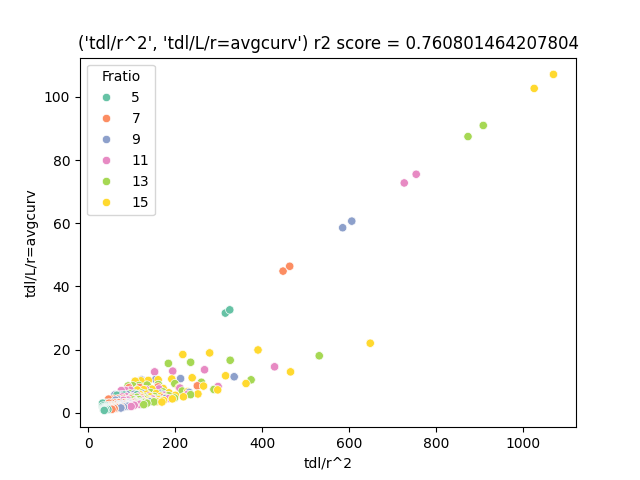 ('tdl/r^2', 'tdl/L/r=avgcurv') r2 score = 0.760801464207804
Fratio
5
7
9
11
13
15
100
80
60
40
20
0
tdl/L/r=avgcurv
0 200 400 600 800 1000
tdl/r^2